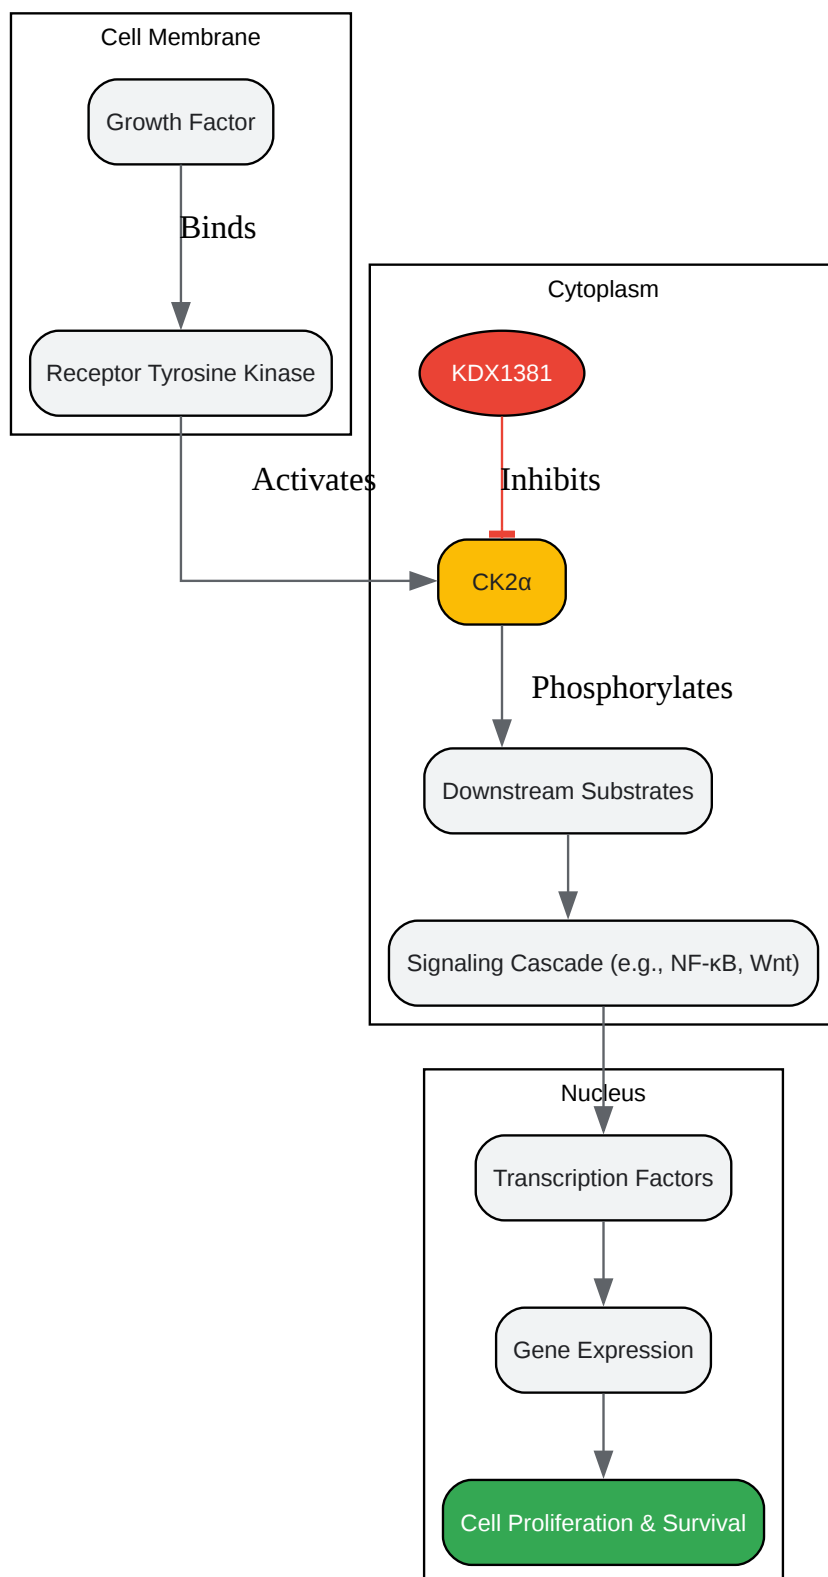 Cell Membrane
Growth Factor
Binds
Receptor Tyrosine Kinase
Activates
Cytoplasm
KDX1381
Inhibits
CK2α
Phosphorylates
Downstream Substrates
Signaling Cascade (e.g., NF-κB, Wnt)
Nucleus
Transcription Factors
Gene Expression
Cell Proliferation & Survival